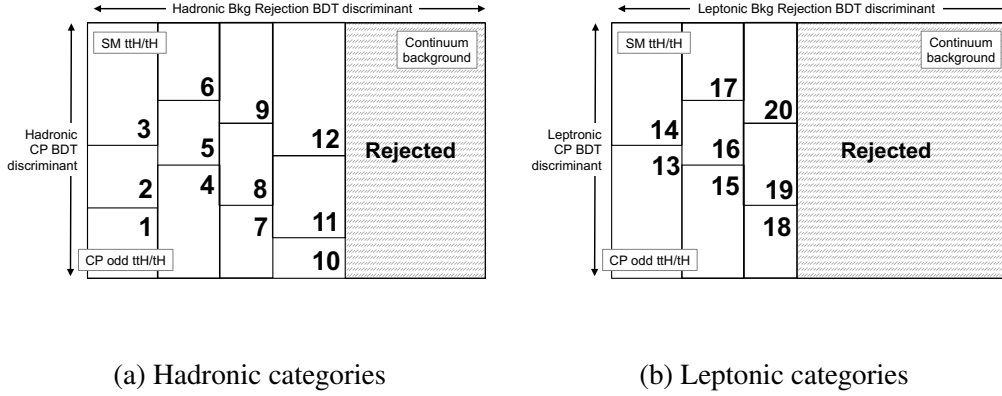 Hadronic Bkg Rejection BDT discriminant
SM ttH/tH
Continuum
background
Hadronic
CP BDT
discriminant
6
9
3
12
5
Rejected
4
8
2
7
11
1
10
CP odd ttH/tH
(a) Hadronic categories
Leptonic Bkg Rejection BDT discriminant
SM ttH/tH
Continuum
background
Leptronic
CP BDT
discriminant
17
20
14
16
Rejected
13
15
19
18
CP odd ttH/tH
(b) Leptonic categories